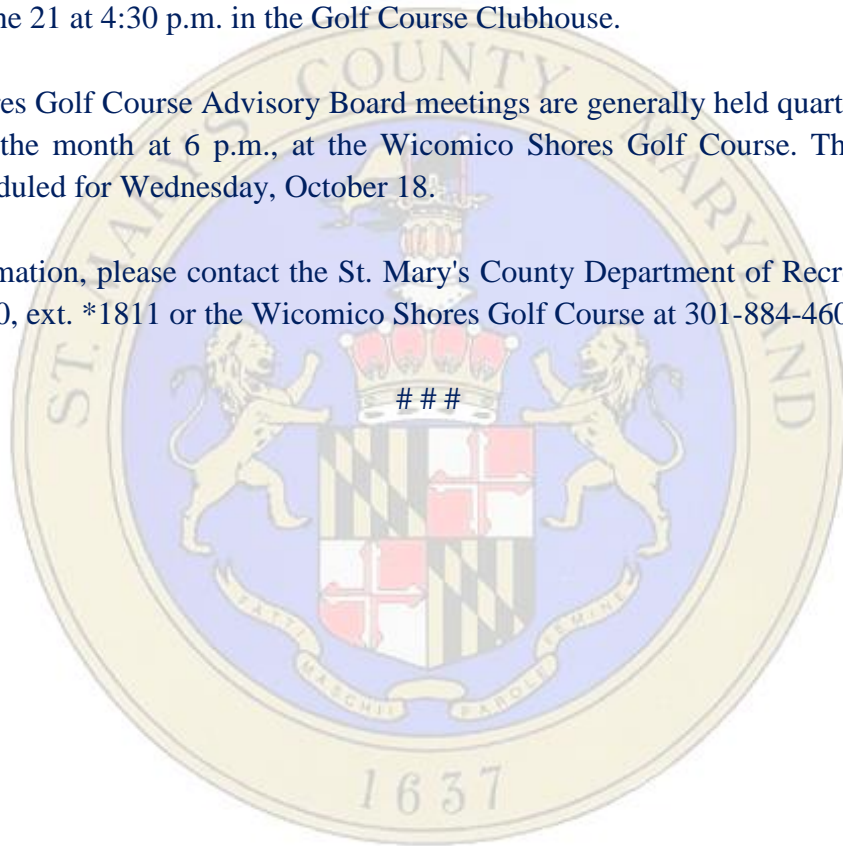 ne 21 at 4:30 p.m. in the Golf Course Clubhouse.
res Golf Course Advisory Board meetings are generally held quart
the month at 6 p.m., at the Wicomico Shores Golf Course. Th
duled for Wednesday, October 18.
mation, please contact the St. Mary's County Department of Recr
0, ext. *1811 or the Wicomico Shores Golf Course at 301-884-460
# # #
ST. MARY'S COUNTY MARYLAND
FATTI
MASCHII
PAROLE
FEMINE
1637